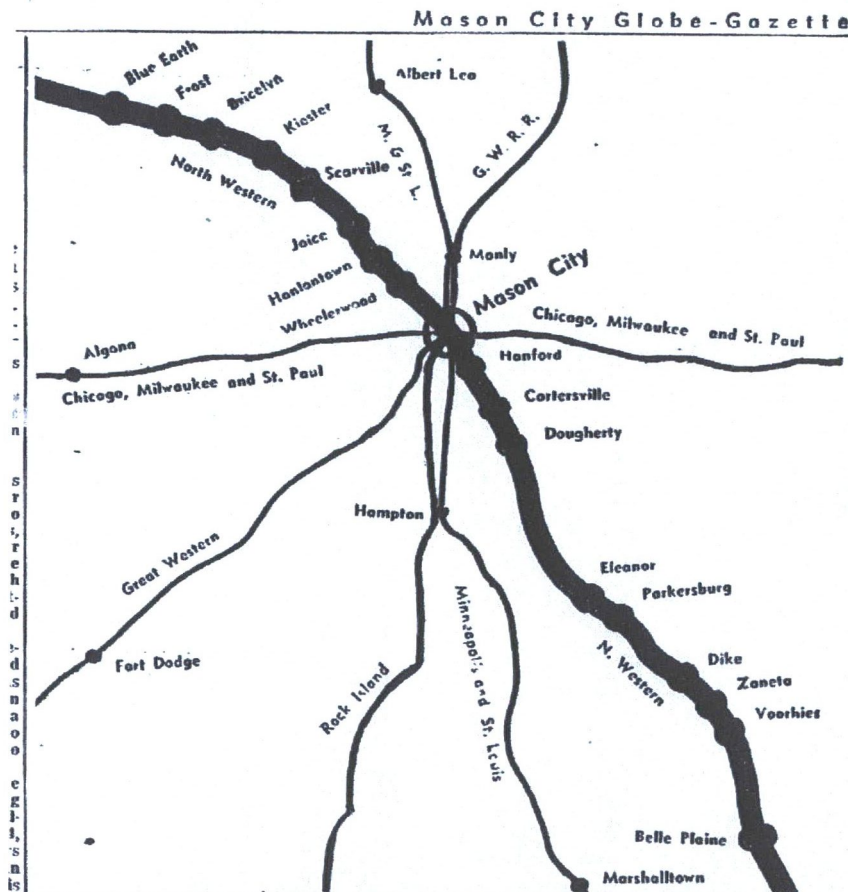 Mason City Globe-Gazette
Blue Earth
Frost
Bricelyn
Kiester
Albert Lea
M. & St. L.
G. W. R. R.
North Western
Scarville
Joice
Manly
Hanlontown
Mason City
Wheelerwood
Chicago, Milwaukee and St. Paul
Algona
Hanford
Chicago, Milwaukee and St. Paul
Cartersville
Dougherty
Hampton
Great Western
Eleanor
Parkersburg
Minneapolis and St. Lewis
N. Western
Fort Dodge
Dike
Zaneta
Rock Island
Voorhies
Belle Plaine
Marshalltown